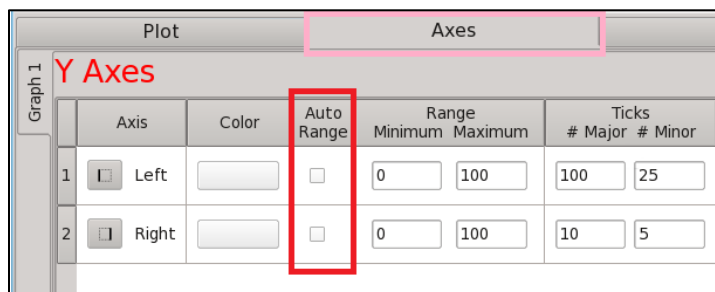 Plot Axes
Graph 1
Y Axes
Axis Color Auto Range Range Minimum Maximum Ticks # Major # Minor
1 Left 0 100 100 25
2 Right 0 100 10 5